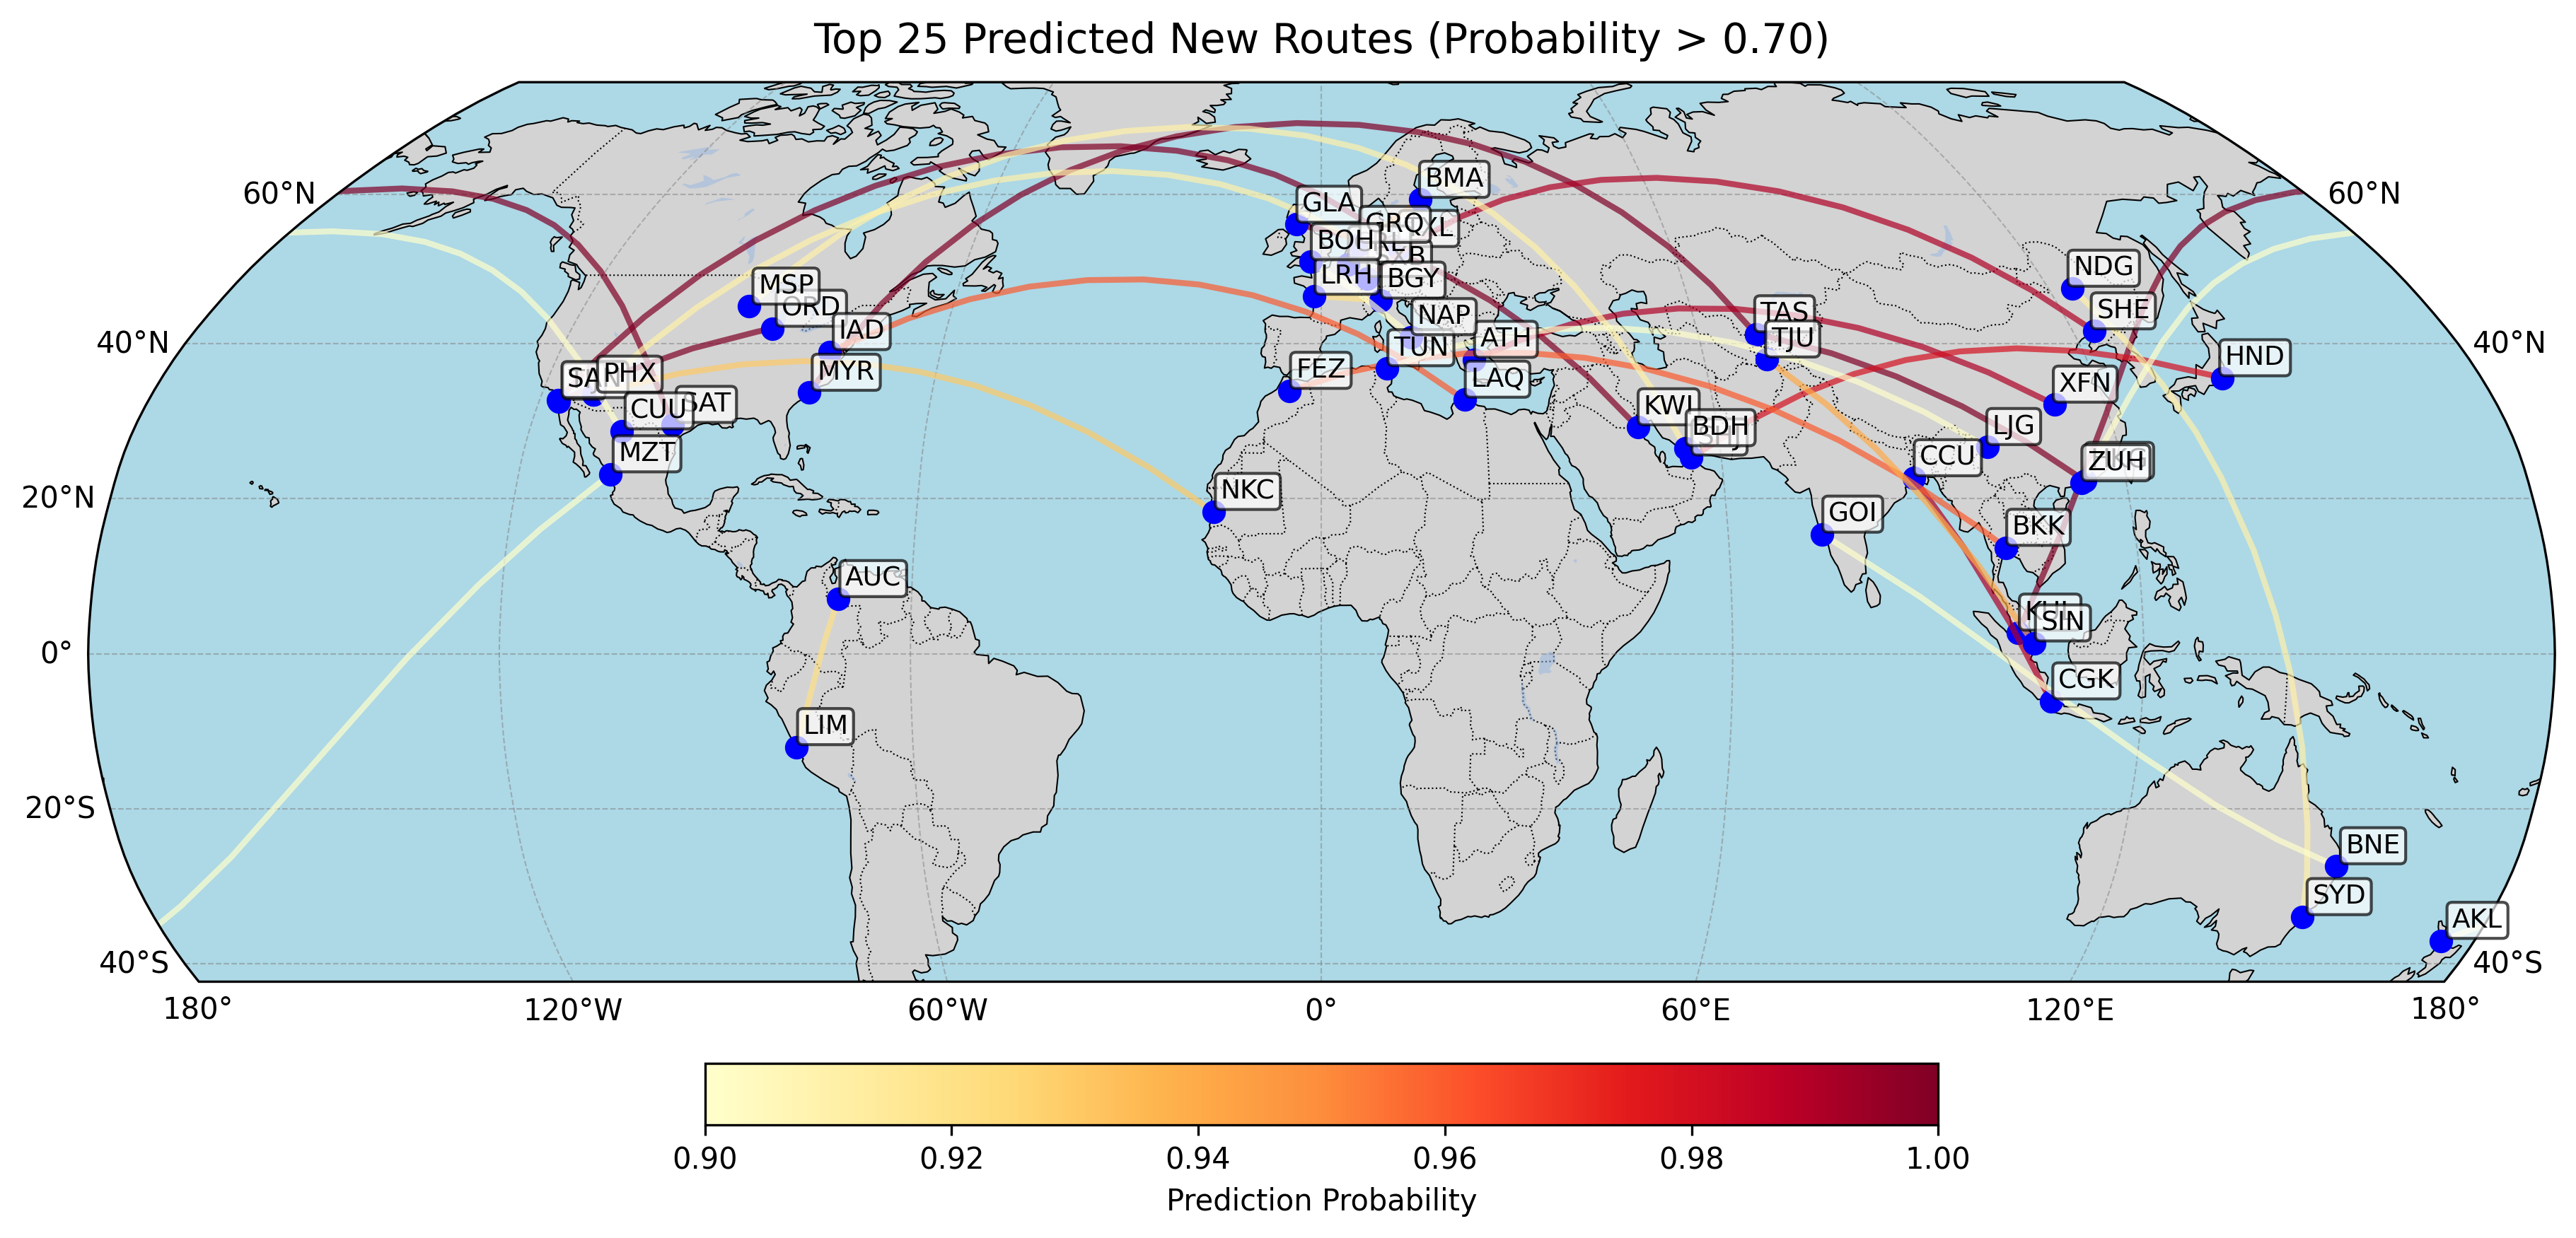 Top 25 Predicted New Routes (Probability > 0.70)
60°N
60°N
40°N
40°N
20°N
0°
20°S
40°S
40°S
BMA
GLA
GRQ
BOH
LRH
BGY
NAP
ATH
TUN
FEZ
LAQ
MSP
ORD
IAD
MYR
PHX
CUU
SAT
MZT
NKC
AUC
LIM
TAS
TJU
KWI
BDH
SHJ
NDG
SHE
HND
XFN
LJG
CCU
ZUH
GOI
BKK
SIN
CGK
BNE
SYD
AKL
180°
120°W
60°W
0°
60°E
120°E
180°
0.90
0.92
0.94
0.96
0.98
1.00
Prediction Probability